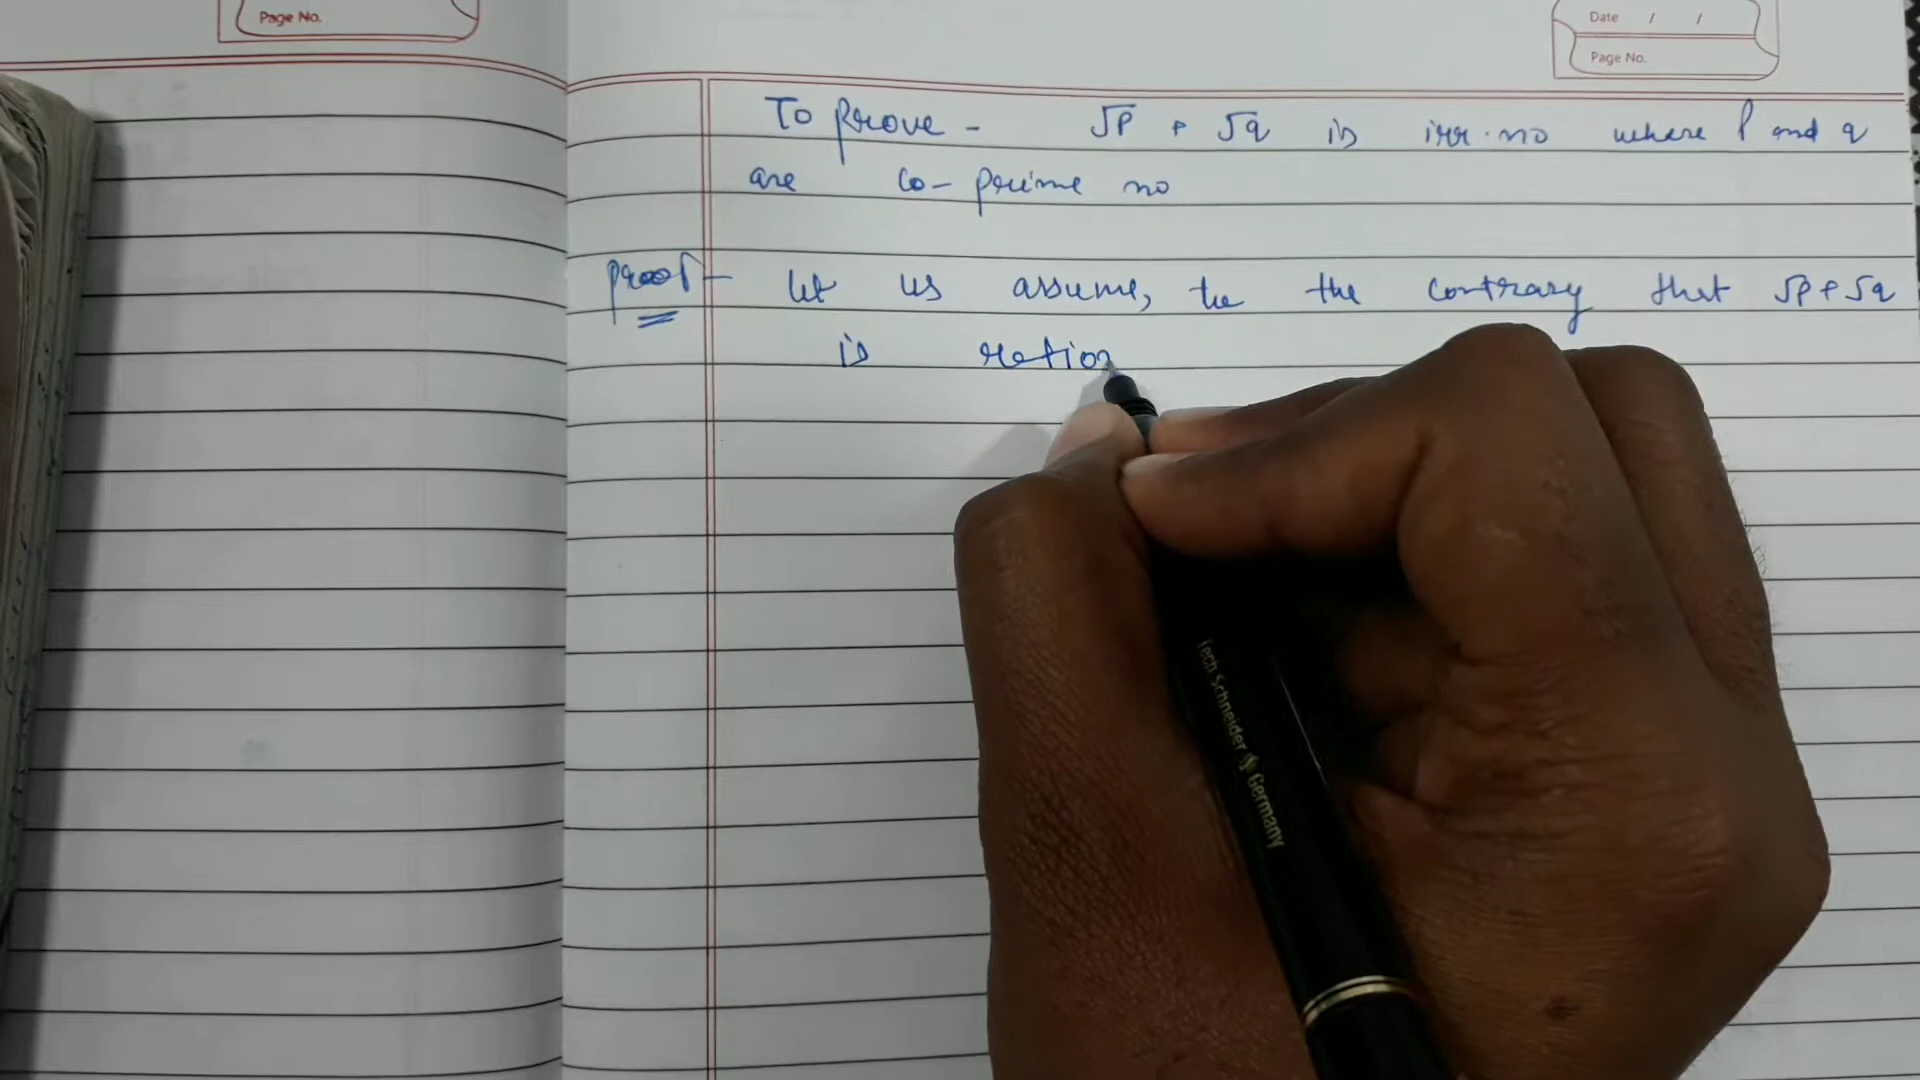 Page No.
Date / /
Page No.
To prove - √p + √q is irr. no where p and q
are co-prime no
proof - let us assume, to the contrary that √p + √q
is ration
Tech Schneider Germany